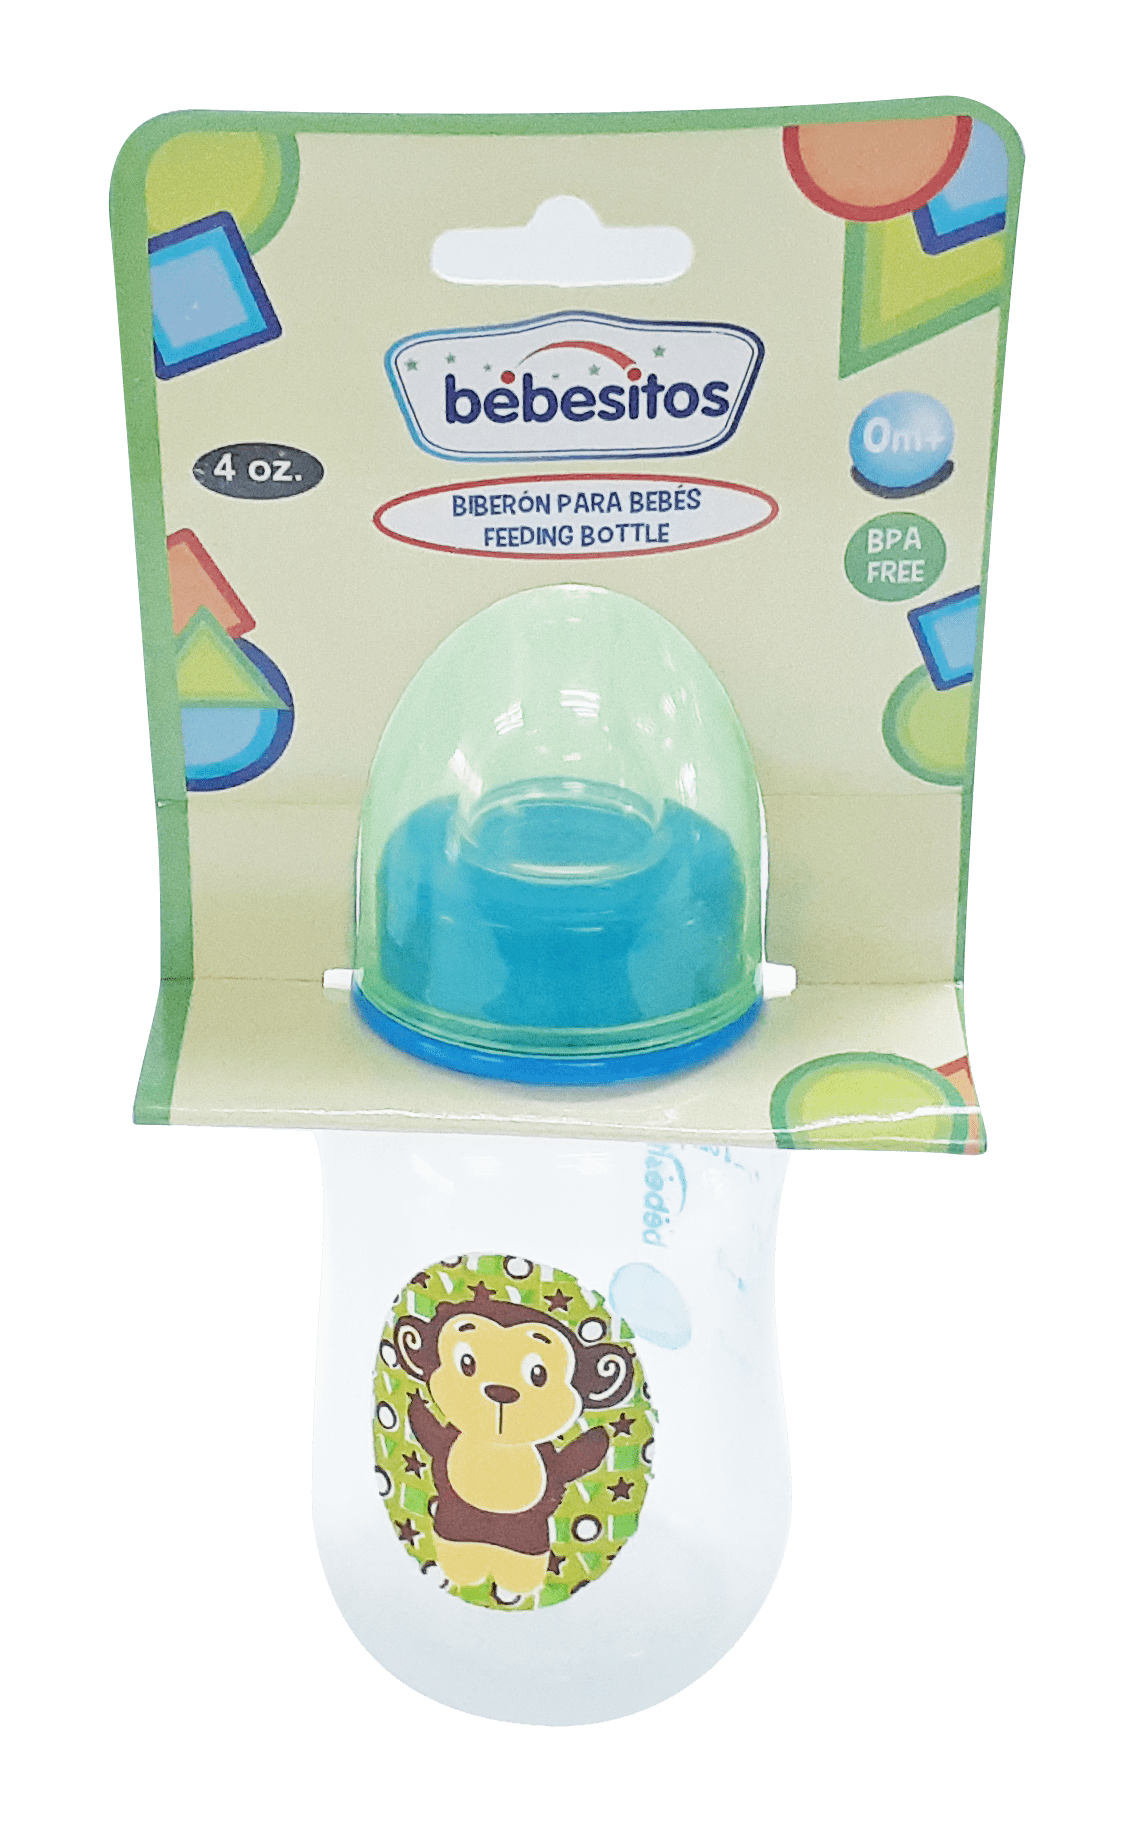 bebesitos
4 oz.
0m+
BIBERÓN PARA BEBÉS
FEEDING BOTTLE
BPA
FREE